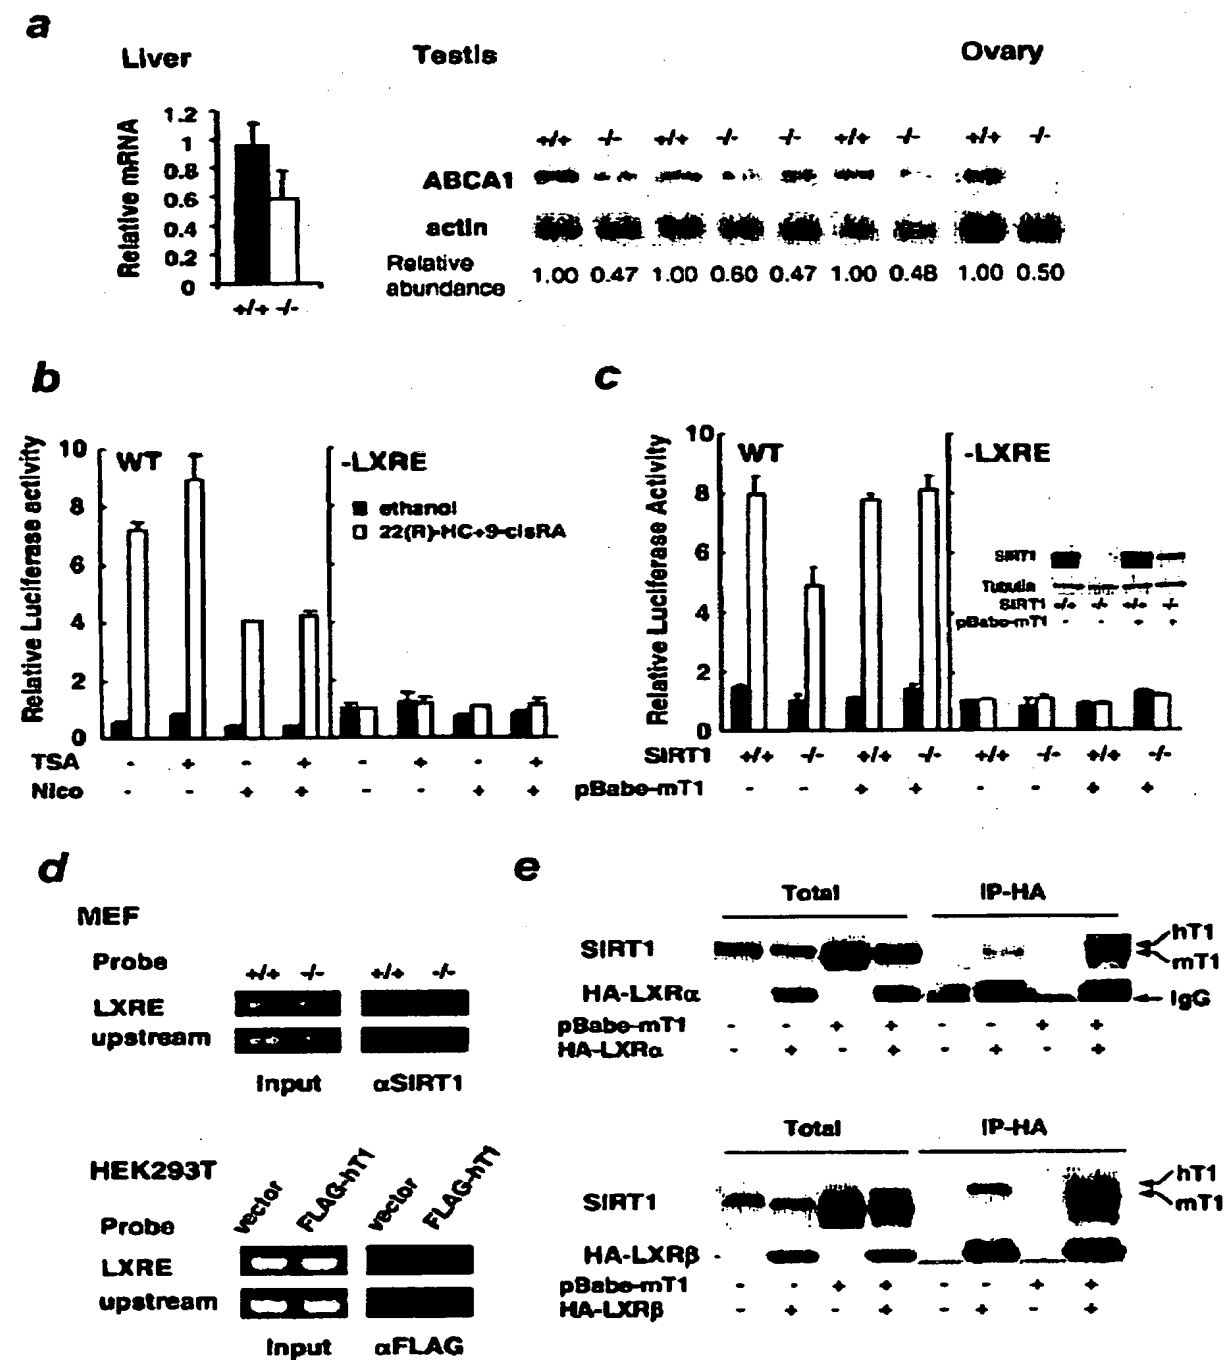 a
Liver
Testis
Ovary
Relative mRNA
1.2
1
0.8
0.6
0.4
0.2
0
+/+ -/-
+/+ -/- +/+ -/- -/- +/+ -/- +/+ -/-
ABCA1
actin
Relative
abundance
1.00 0.47 1.00 0.60 0.47 1.00 0.48 1.00 0.50
b
Relative Luciferase activity
10
8
6
4
2
0
WT
-LXRE
ethanol
22(R)-HC+9-cisRA
TSA - + - + - + - +
Nico - - + + - - + +
c
Relative Luciferase Activity
10
8
6
4
2
0
WT
-LXRE
SIRT1
Tubulin
SIRT1 +/+ -/- +/+ -/-
pBabe-mT1 - - + +
SIRT1 +/+ -/- +/+ -/- +/+ -/- +/+ -/-
pBabe-mT1 - - + + - - + +
d
MEF
Probe
+/+ -/- +/+ -/-
LXRE
upstream
Input
αSIRT1
HEK293T
Probe
vector
FLAG-hT1
vector
FLAG-hT1
LXRE
upstream
Input
αFLAG
e
Total
IP-HA
SIRT1
hT1
mT1
HA-LXRα
IgG
pBabe-mT1 - - + + - - + +
HA-LXRα - + - + - + - +
Total
IP-HA
SIRT1
hT1
mT1
HA-LXRβ
pBabe-mT1 - - + + - - + +
HA-LXRβ - + - + - + - +